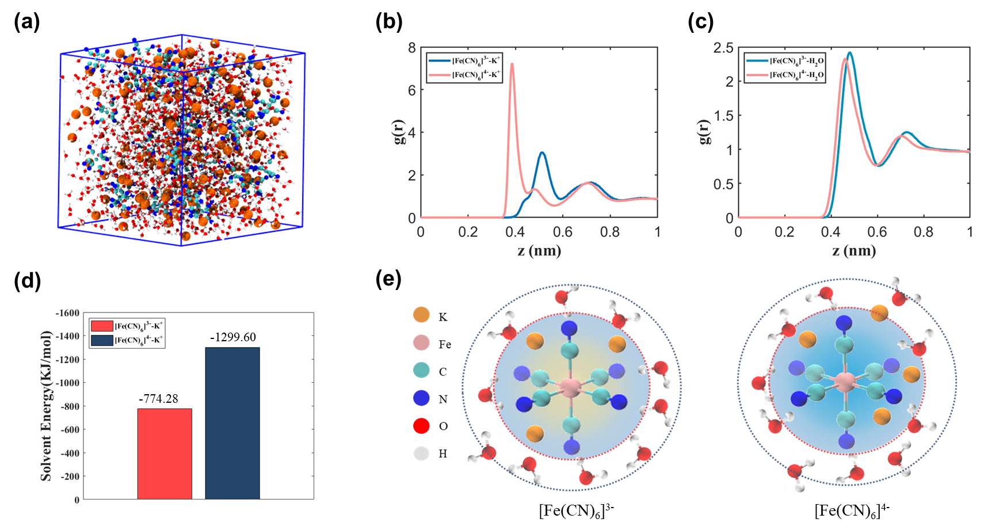 (a)
(b)
8
6
4
2
0
g(r)
[Fe(CN)6]3--K+
[Fe(CN)6]4--K+
0 0.2 0.4 0.6 0.8 1
z (nm)
(c)
2.5
2
1.5
1
0.5
0
g(r)
[Fe(CN)6]3--H2O
[Fe(CN)6]4--H2O
0 0.2 0.4 0.6 0.8 1
z (nm)
(d)
-1600
-1400
-1200
-1000
-800
-600
-400
-200
0
Solvent Energy(KJ/mol)
[Fe(CN)6]3--K+
[Fe(CN)6]4--K+
-774.28
-1299.60
(e)
K
Fe
C
N
O
H
[Fe(CN)6]3-
[Fe(CN)6]4-